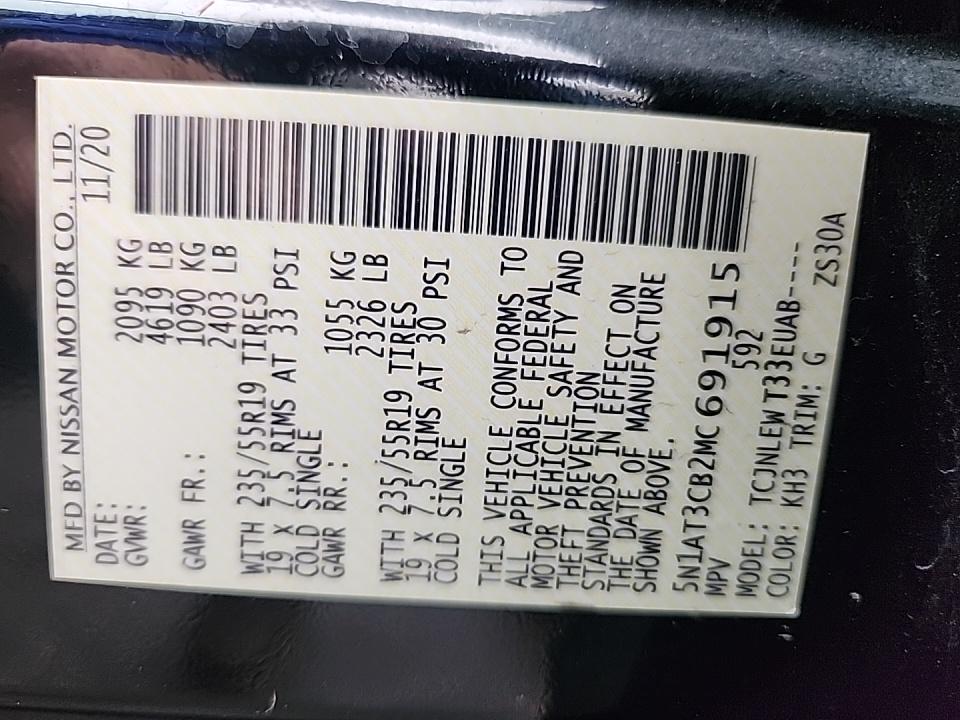 MFD BY NISSAN MOTOR CO., LTD.
DATE: 11/20
GVWR: 2095 KG
4619 LB
GAWR FR.: 1090 KG
2403 LB
WITH 235/55R19 TIRES
19 X 7.5 RIMS AT 33 PSI
COLD SINGLE
GAWR RR.: 1055 KG
2326 LB
WITH 235/55R19 TIRES
19 X 7.5 RIMS AT 30 PSI
COLD SINGLE
THIS VEHICLE CONFORMS TO
ALL APPLICABLE FEDERAL
MOTOR VEHICLE SAFETY AND
THEFT PREVENTION
STANDARDS IN EFFECT ON
THE DATE OF MANUFACTURE
SHOWN ABOVE.
5N1AT3CB2MC691915
MPV 592
MODEL: TCJNLEWT33EUAB----
COLOR: KH3 TRIM: G ZS30A